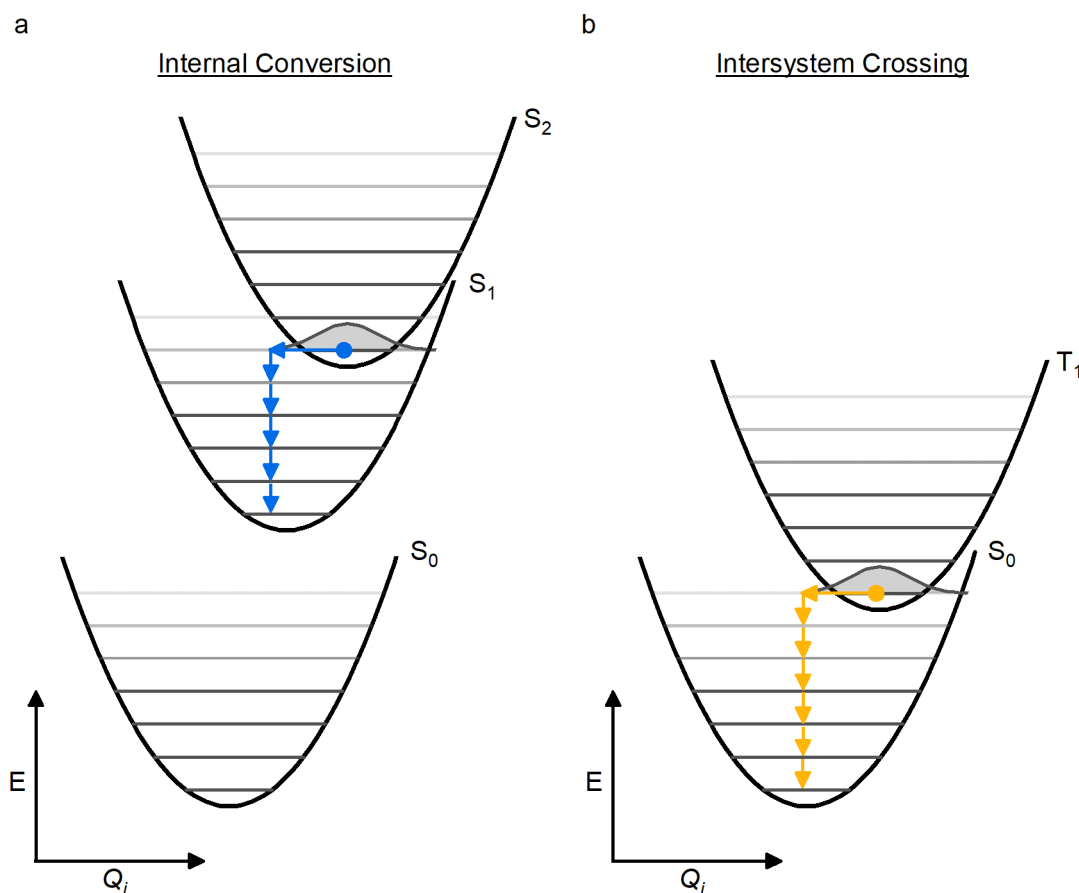 a
Internal Conversion
S₂
S₁
S₀
E
Qᵢ
b
Intersystem Crossing
T₁
S₀
E
Qᵢ